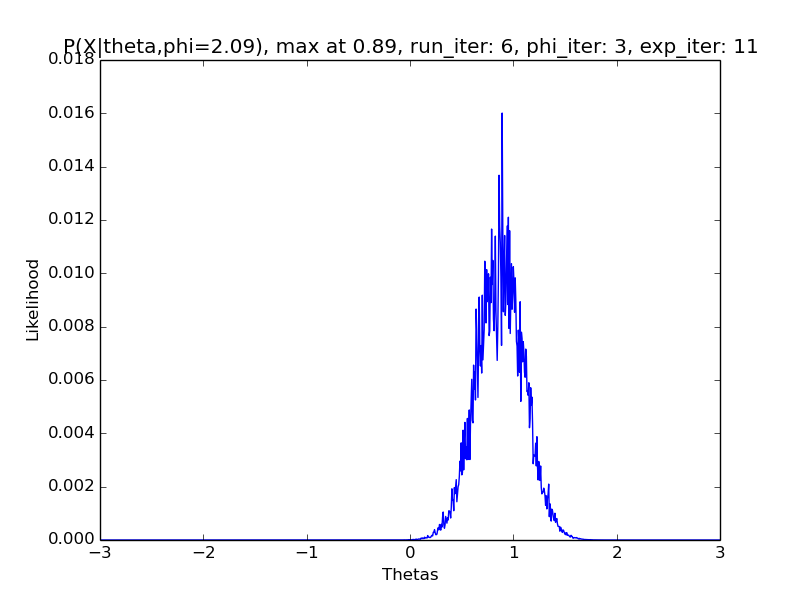 P(X|theta,phi=2.09), max at 0.89, run_iter: 6, phi_iter: 3, exp_iter: 11
0.018
0.016
0.014
0.012
0.010
0.008
0.006
0.004
0.002
0.000
Likelihood
−3 −2 −1 0 1 2 3
Thetas